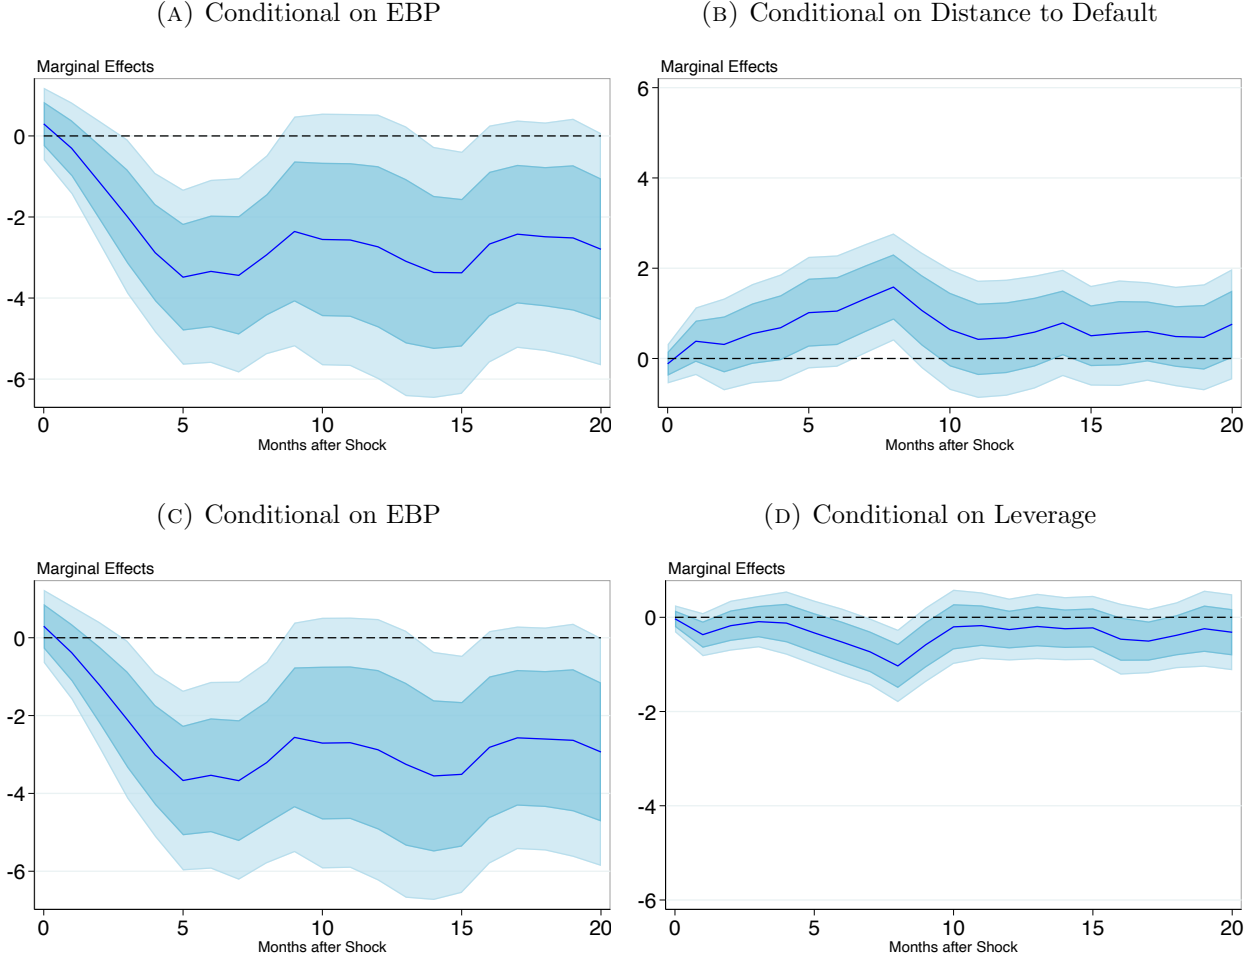 (A) Conditional on EBP
Marginal Effects
0
-2
-4
-6
0 5 10 15 20
Months after Shock
(B) Conditional on Distance to Default
Marginal Effects
6
4
2
0
0 5 10 15 20
Months after Shock
(C) Conditional on EBP
Marginal Effects
0
-2
-4
-6
0 5 10 15 20
Months after Shock
(D) Conditional on Leverage
Marginal Effects
0
-2
-4
-6
0 5 10 15 20
Months after Shock